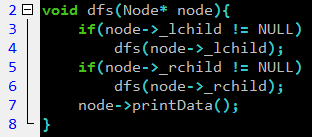 2 void dfs(Node* node){
3     if(node->_lchild != NULL)
4         dfs(node->_lchild);
5     if(node->_rchild != NULL)
6         dfs(node->_rchild);
7     node->printData();
8 }